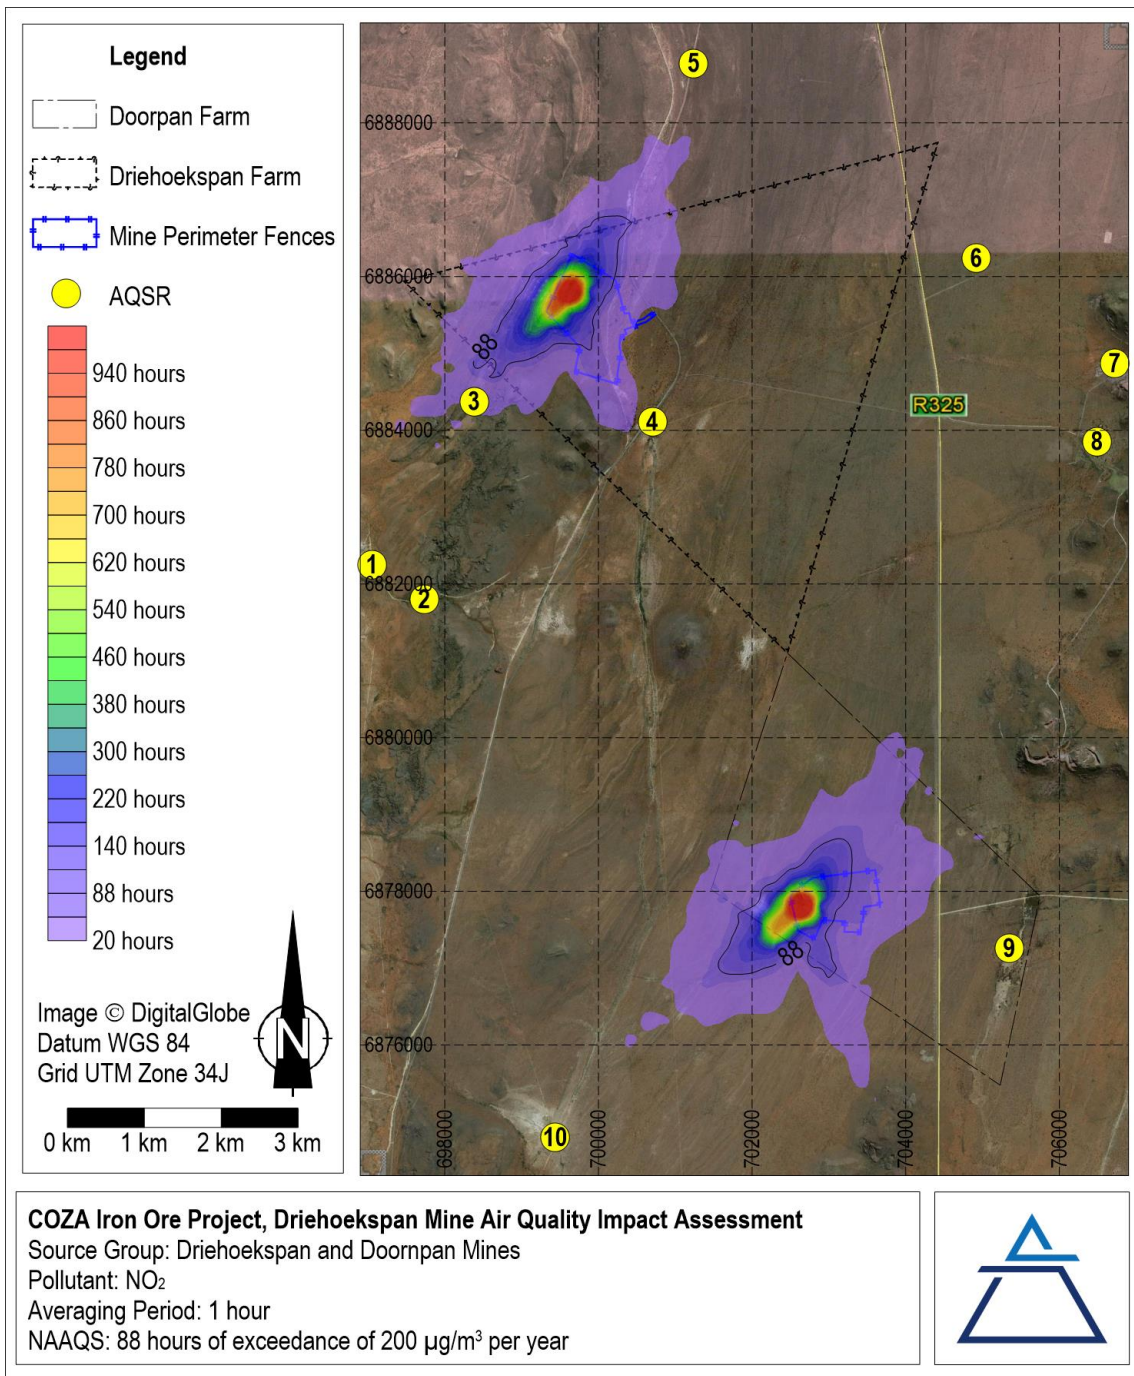 Legend
Doorpan Farm
Driehoekspan Farm
Mine Perimeter Fences
AQSR
940 hours
860 hours
780 hours
700 hours
620 hours
540 hours
460 hours
380 hours
300 hours
220 hours
140 hours
88 hours
20 hours
Image © DigitalGlobe
Datum WGS 84
Grid UTM Zone 34J
N
0 km 1 km 2 km 3 km
5
6888000
6
6886000
88
7
3
R325
4
6884000
8
1
6882000
2
6880000
6878000
88
9
6876000
10
698000
700000
702000
704000
706000
COZA Iron Ore Project, Driehoekspan Mine Air Quality Impact Assessment
Source Group: Driehoekspan and Doornpan Mines
Pollutant: NO₂
Averaging Period: 1 hour
NAAQS: 88 hours of exceedance of 200 µg/m³ per year